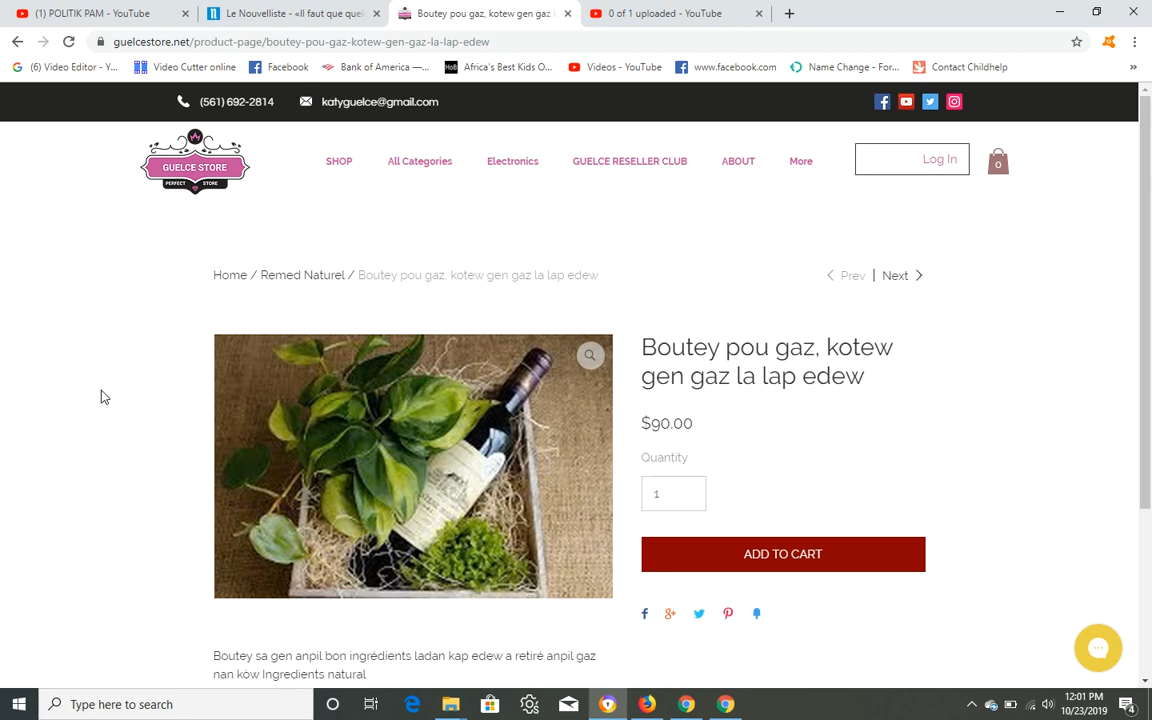 (1) POLITIK PAM - YouTube
Le Nouvelliste - «Il faut que quel
Boutey pou gaz, kotew gen gaz l
0 of 1 uploaded - YouTube
guelcestore.net/product-page/boutey-pou-gaz-kotew-gen-gaz-la-lap-edew
(6) Video Editor - Y...
Video Cutter online
Facebook
Bank of America —...
Africa's Best Kids O...
Videos - YouTube
www.facebook.com
Name Change - For...
Contact Childhelp
»
(561) 692-2814
katyguelce@gmail.com
GUELCE STORE
PERFECT STORE
SHOP
All Categories
Electronics
GUELCE RESELLER CLUB
ABOUT
More
Log In
0
Home / Remed Naturel / Boutey pou gaz, kotew gen gaz la lap edew
Prev | Next
Boutey pou gaz, kotew
gen gaz la lap edew
$90.00
Quantity
1
ADD TO CART
Boutey sa gen anpil bon ingrédients ladan kap edew a retiré anpil gaz
nan kòw Ingredients natural
Type here to search
12:01 PM
10/23/2019
4